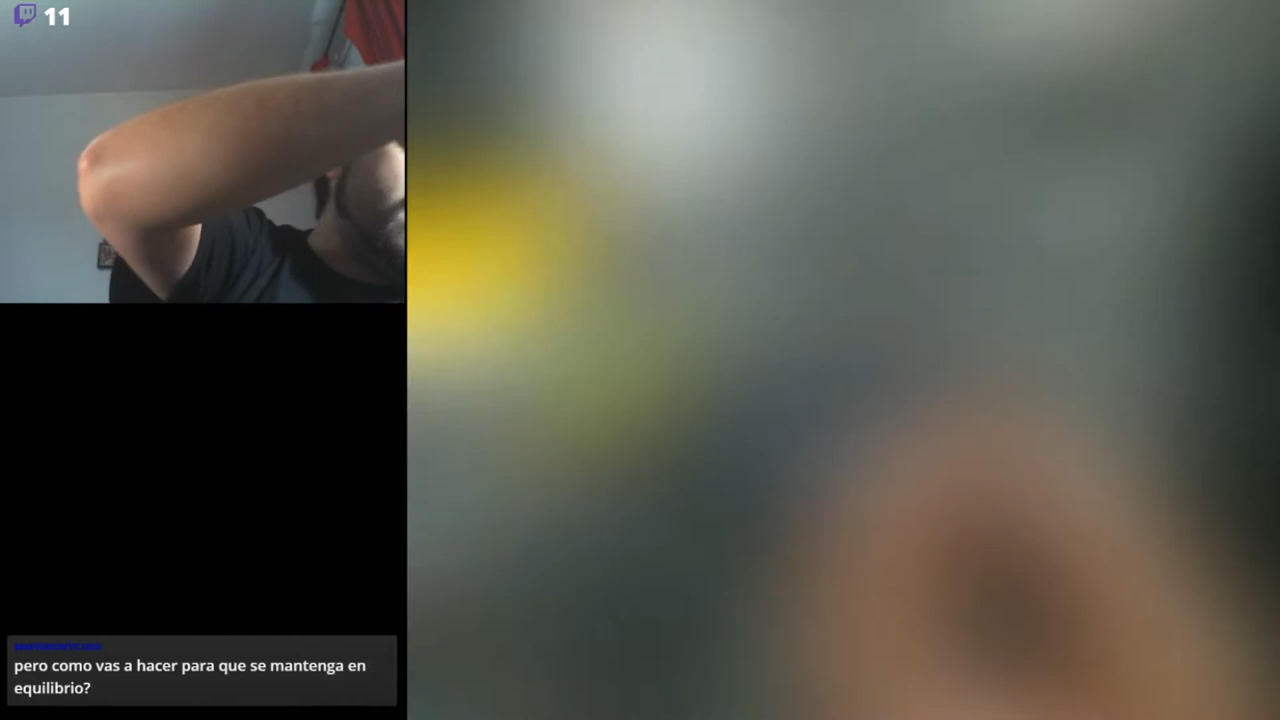 11
pero como vas a hacer para que se mantenga en
equilibrio?